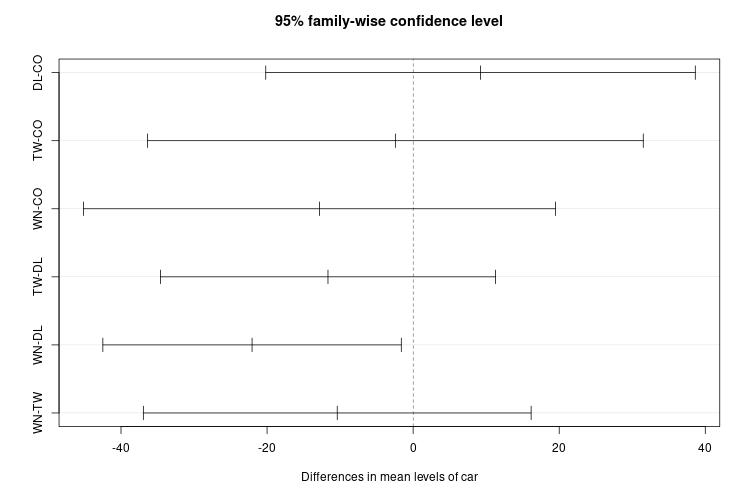 95% family-wise confidence level
DL-CO
TW-CO
WN-CO
TW-DL
WN-DL
WN-TW
-40 -20 0 20 40
Differences in mean levels of car